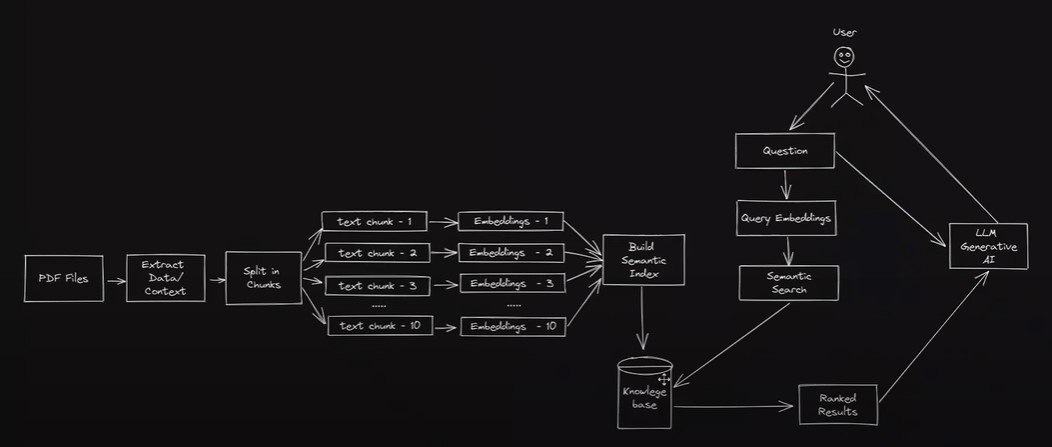 User
Question
Query Embeddings
Semantic
Search
LLM
Generative
AI
PDF Files
Extract
Data/
Context
Split in
Chunks
text chunk - 1
Embeddings - 1
text chunk - 2
Embeddings - 2
text chunk - 3
Embeddings - 3
.....
.....
text chunk - 10
Embeddings - 10
Build
Semantic
Index
Knowlege
base
Ranked
Results